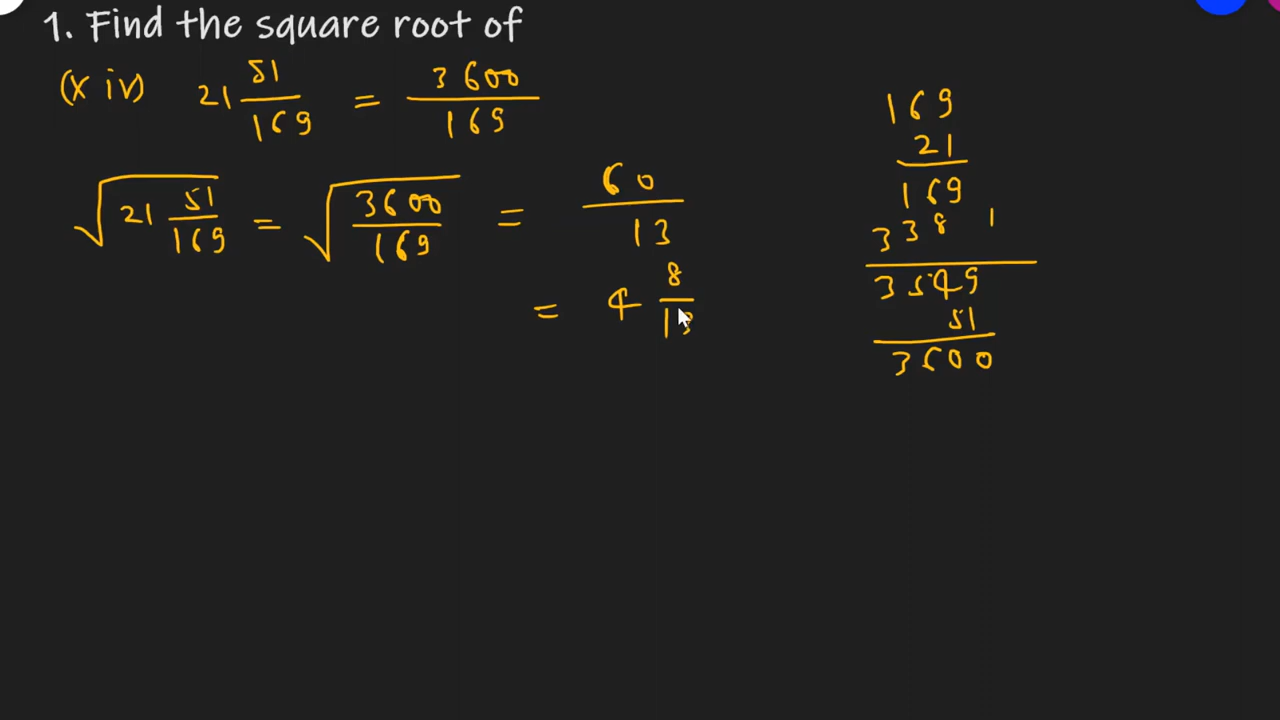 1. Find the square root of
(xiv) 21 51/169 = 3600/169
√(21 51/169) = √(3600/169) = 60/13
= 4 8/13
169
21
169
338 1
3549
51
3600